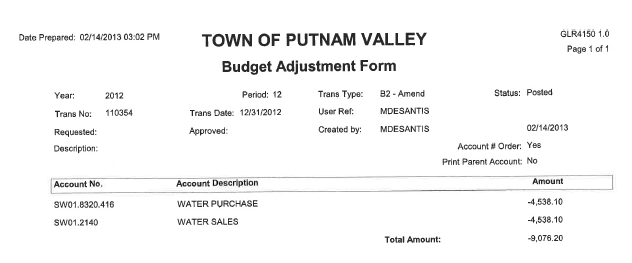 Date Prepared: 02/14/2013 03:02 PM
TOWN OF PUTNAM VALLEY
GLR4150 1.0
Page 1 of 1
Budget Adjustment Form
Year: 2012 Period: 12 Trans Type: B2 - Amend Status: Posted
Trans No: 110354 Trans Date: 12/31/2012 User Ref: MDESANTIS
Requested: Approved: Created by: MDESANTIS 02/14/2013
Description: Account # Order: Yes
Print Parent Account: No
Account No. Account Description Amount
SW01.8320.416 WATER PURCHASE -4,538.10
SW01.2140 WATER SALES -4,538.10
Total Amount: -9,076.20